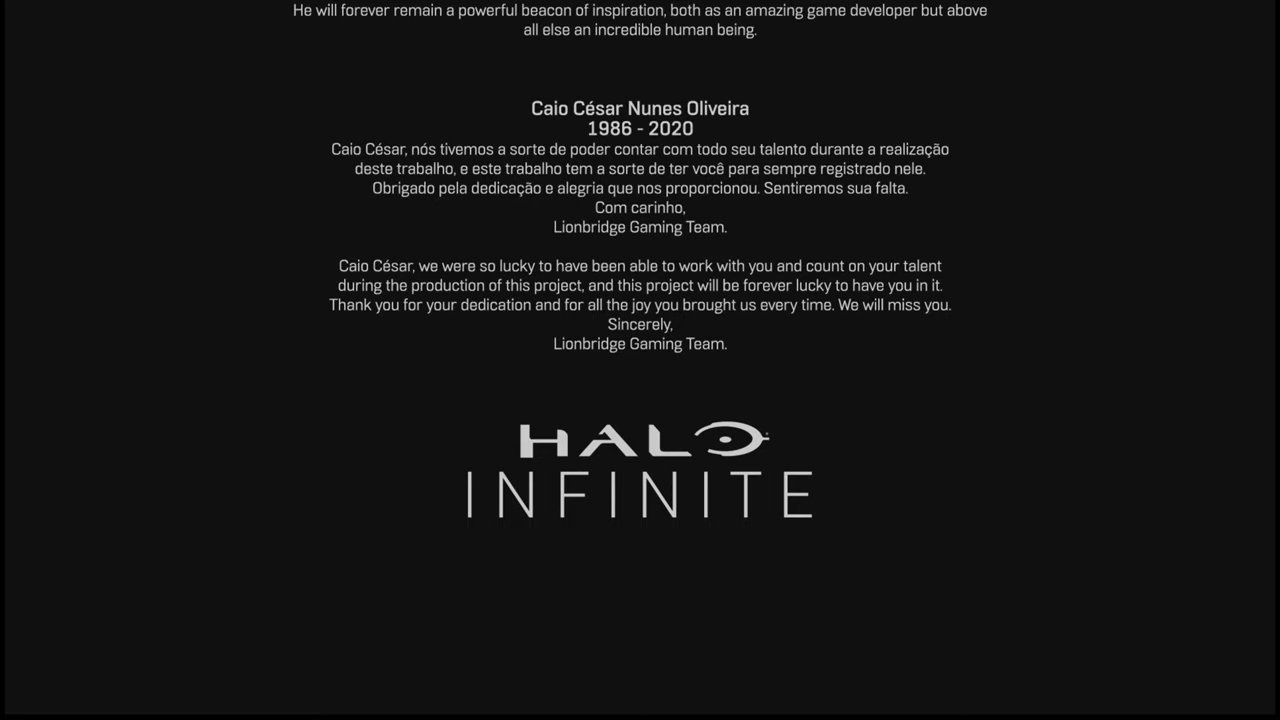 He will forever remain a powerful beacon of inspiration, both as an amazing game developer but above
all else an incredible human being.
Caio César Nunes Oliveira
1986 - 2020
Caio César, nós tivemos a sorte de poder contar com todo seu talento durante a realização
deste trabalho, e este trabalho tem a sorte de ter você para sempre registrado nele.
Obrigado pela dedicação e alegria que nos proporcionou. Sentiremos sua falta.
Com carinho,
Lionbridge Gaming Team.
Caio César, we were so lucky to have been able to work with you and count on your talent
during the production of this project, and this project will be forever lucky to have you in it.
Thank you for your dedication and for all the joy you brought us every time. We will miss you.
Sincerely,
Lionbridge Gaming Team.
HALO
INFINITE